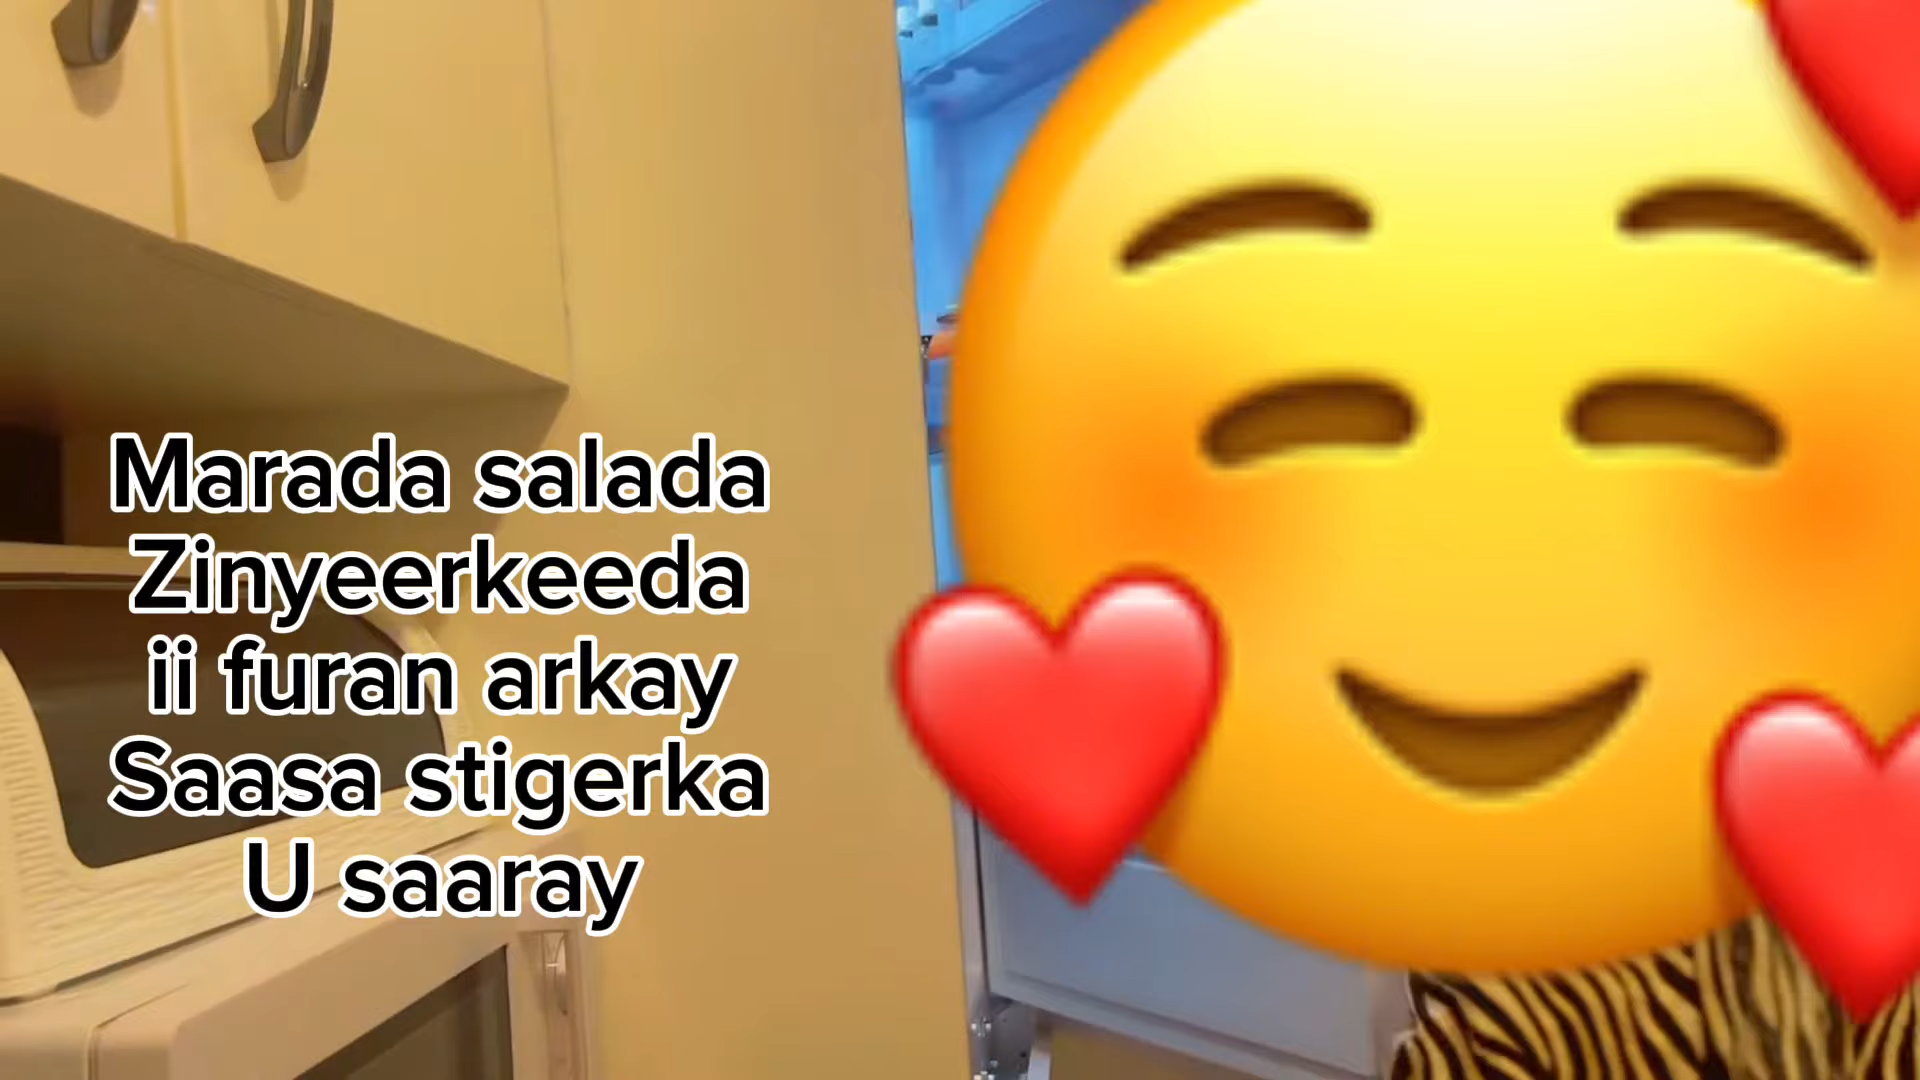 Marada salada
Zinyeerkeeda
ii furan arkay
Saasa stigerka
U saaray